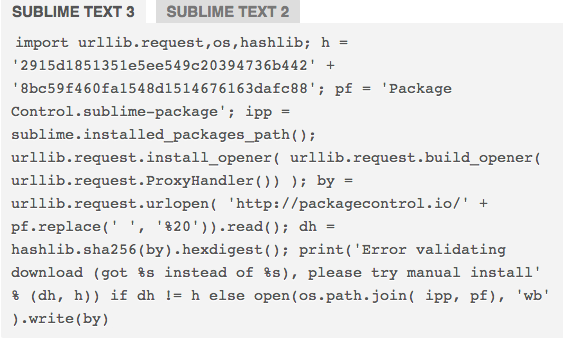 SUBLIME TEXT 3 SUBLIME TEXT 2
import urllib.request,os,hashlib; h =
'2915d1851351e5ee549c20394736b442' +
'8bc59f460fa1548d1514676163dafc88'; pf = 'Package
Control.sublime-package'; ipp =
sublime.installed_packages_path();
urllib.request.install_opener( urllib.request.build_opener(
urllib.request.ProxyHandler()) ); by =
urllib.request.urlopen( 'http://packagecontrol.io/' +
pf.replace(' ', '%20')).read(); dh =
hashlib.sha256(by).hexdigest(); print('Error validating
download (got %s instead of %s), please try manual install'
% (dh, h)) if dh != h else open(os.path.join( ipp, pf), 'wb'
).write(by)